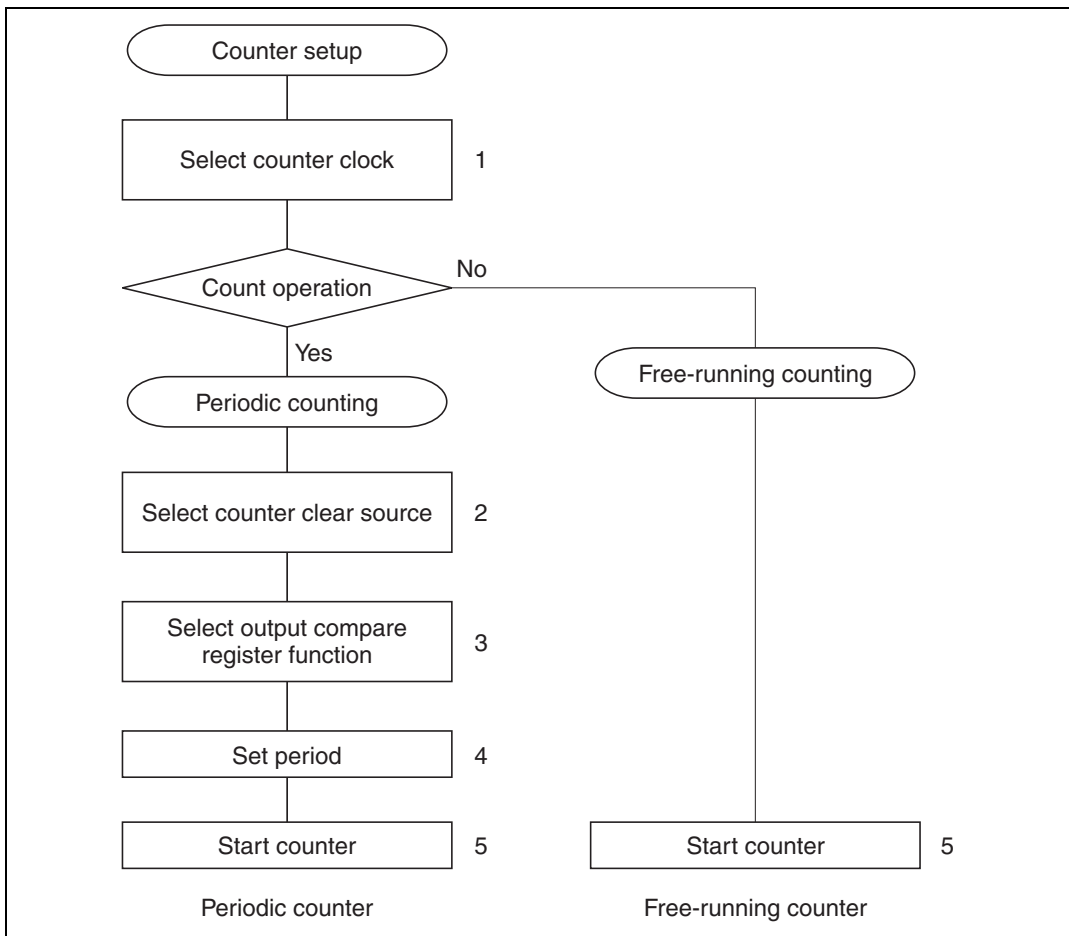 Counter setup
Select counter clock
1
Count operation
No
Yes
Free-running counting
Periodic counting
Select counter clear source
2
Select output compare
register function
3
Set period
4
Start counter
5
Start counter
5
Periodic counter
Free-running counter